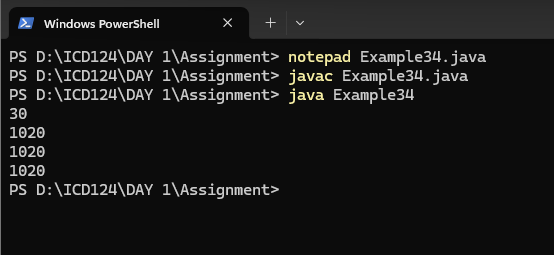 Windows PowerShell
PS D:\ICD124\DAY 1\Assignment> notepad Example34.java
PS D:\ICD124\DAY 1\Assignment> javac Example34.java
PS D:\ICD124\DAY 1\Assignment> java Example34
30
1020
1020
1020
PS D:\ICD124\DAY 1\Assignment>